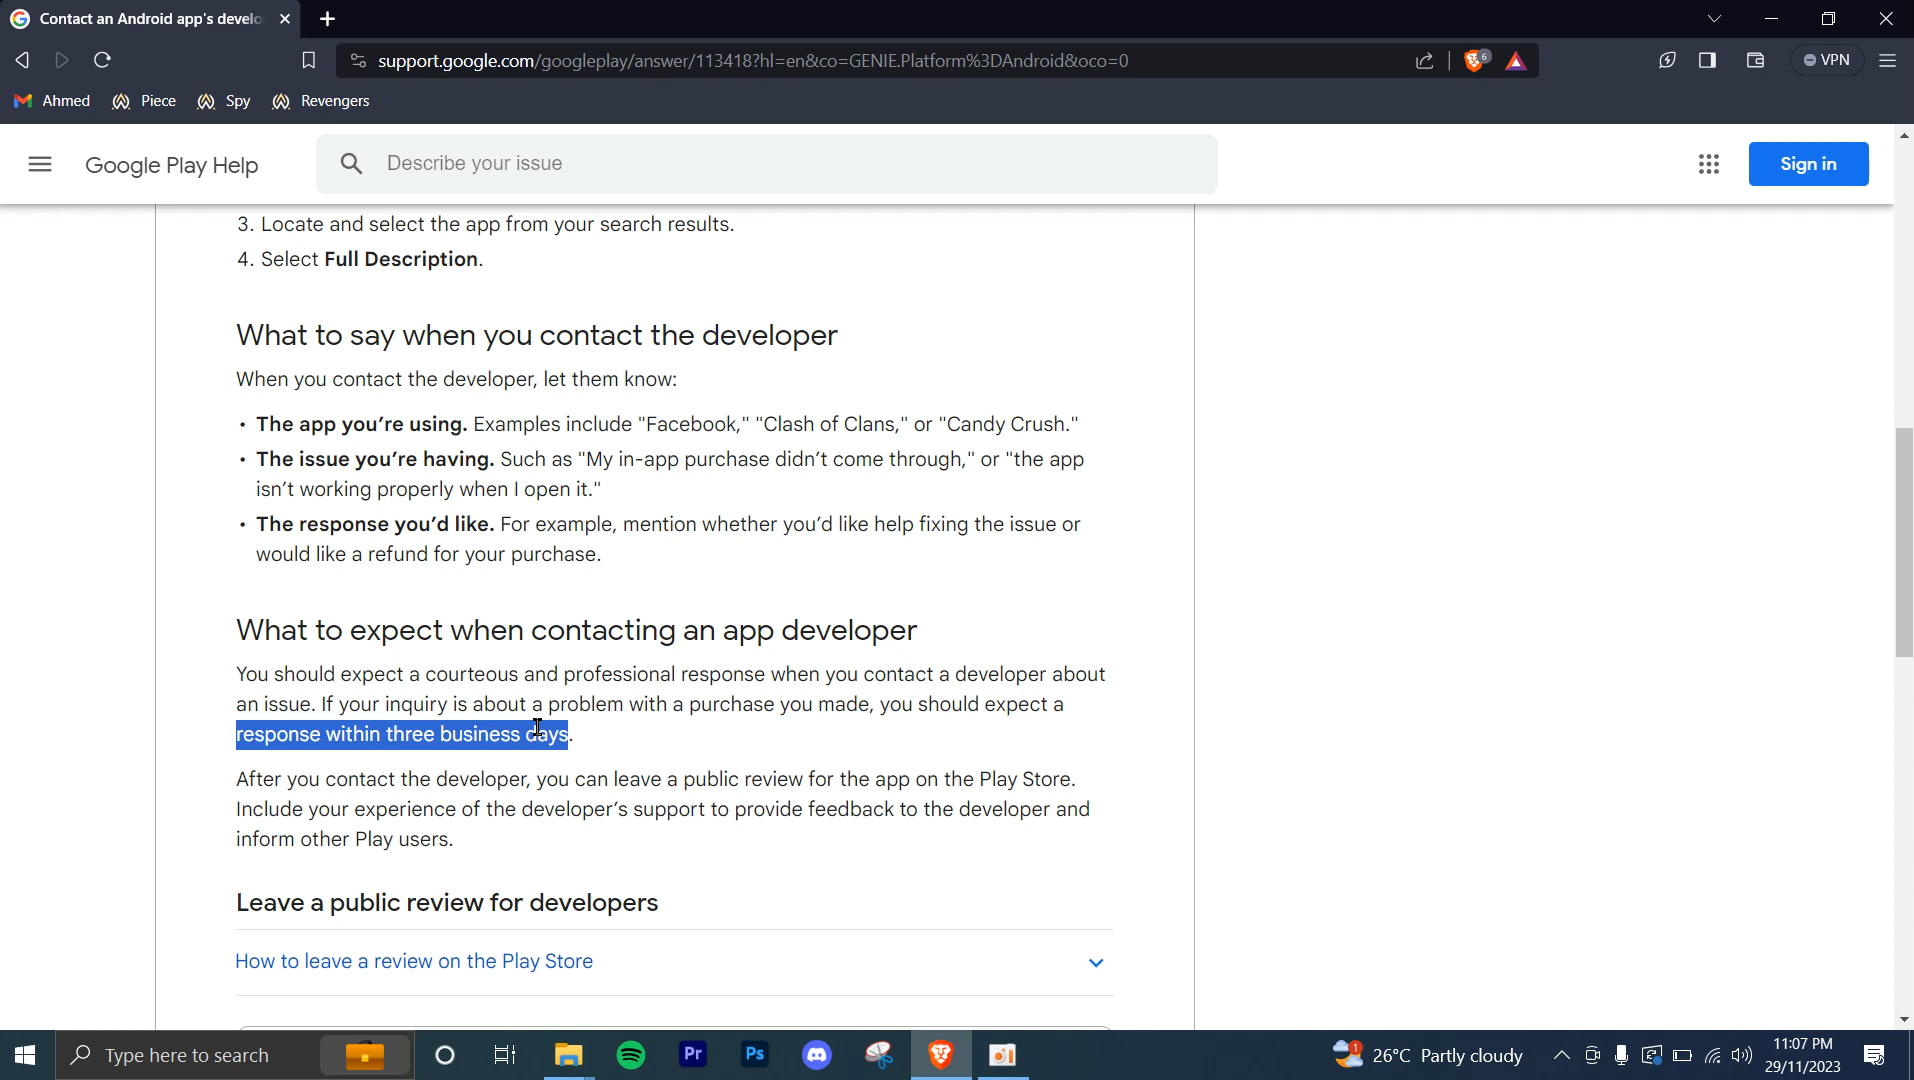 Contact an Android app's develo
support.google.com/googleplay/answer/113418?hl=en&co=GENIE.Platform%3DAndroid&oco=0
6
VPN
Ahmed
Piece
Spy
Revengers
Google Play Help
Describe your issue
Sign in
3. Locate and select the app from your search results.
4. Select Full Description.
What to say when you contact the developer
When you contact the developer, let them know:
• The app you’re using. Examples include "Facebook," "Clash of Clans," or "Candy Crush."
• The issue you’re having. Such as "My in-app purchase didn’t come through," or "the app
isn’t working properly when I open it."
• The response you’d like. For example, mention whether you’d like help fixing the issue or
would like a refund for your purchase.
What to expect when contacting an app developer
You should expect a courteous and professional response when you contact a developer about
an issue. If your inquiry is about a problem with a purchase you made, you should expect a
response within three business days.
After you contact the developer, you can leave a public review for the app on the Play Store.
Include your experience of the developer’s support to provide feedback to the developer and
inform other Play users.
Leave a public review for developers
How to leave a review on the Play Store
Type here to search
Pr
Ps
1
26°C Partly cloudy
11:07 PM
29/11/2023